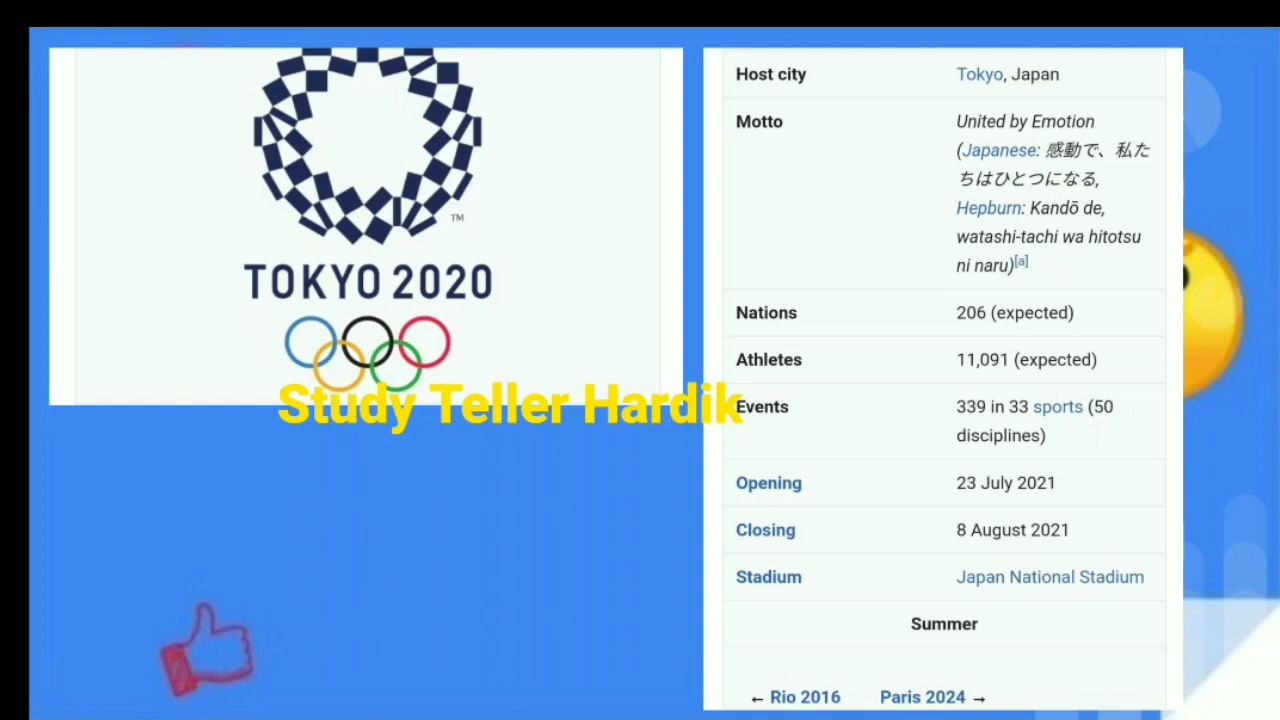 TM
TOKYO 2020
Study Teller Hardik
Host city Tokyo, Japan
Motto United by Emotion
(Japanese: 感動で、私た
ちはひとつになる,
Hepburn: Kandō de,
watashi-tachi wa hitotsu
ni naru)[a]
Nations 206 (expected)
Athletes 11,091 (expected)
Events 339 in 33 sports (50
disciplines)
Opening 23 July 2021
Closing 8 August 2021
Stadium Japan National Stadium
Summer
← Rio 2016 Paris 2024 →